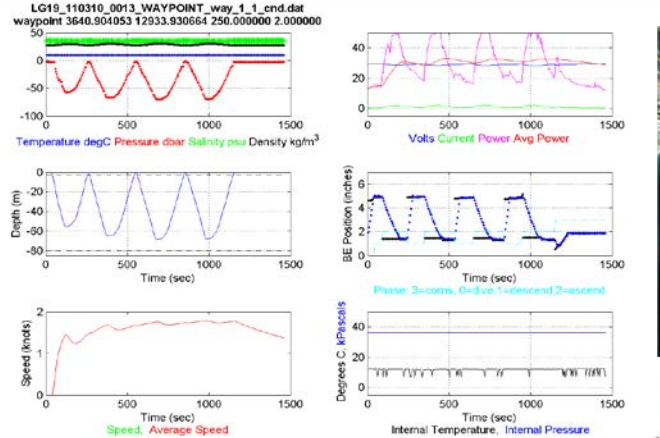 LG19_110310_0013_WAYPOINT_way_1_1_cnd.dat
waypoint 3640.904053 12933.930664 250.000000 2.000000
50
0
-50
-100
0 500 1000 1500
Temperature degC Pressure dbar Salinity psu Density kg/m³
40
20
0
0 500 1000 1500
Volts Current Power Avg Power
Depth (m)
0
-20
-40
-60
-80
0 500 1000 1500
Time (sec)
BE Position (inches)
6
4
2
0
0 500 1000 1500
Time (sec)
Phase: 3=coms, 0=dive,1=descend,2=ascend
Speed (knots)
2
1
0
0 500 1000 1500
Time (sec)
Speed, Average Speed
Degrees C, kPascals
40
20
0
0 500 1000 1500
Time (sec)
Internal Temperature, Internal Pressure